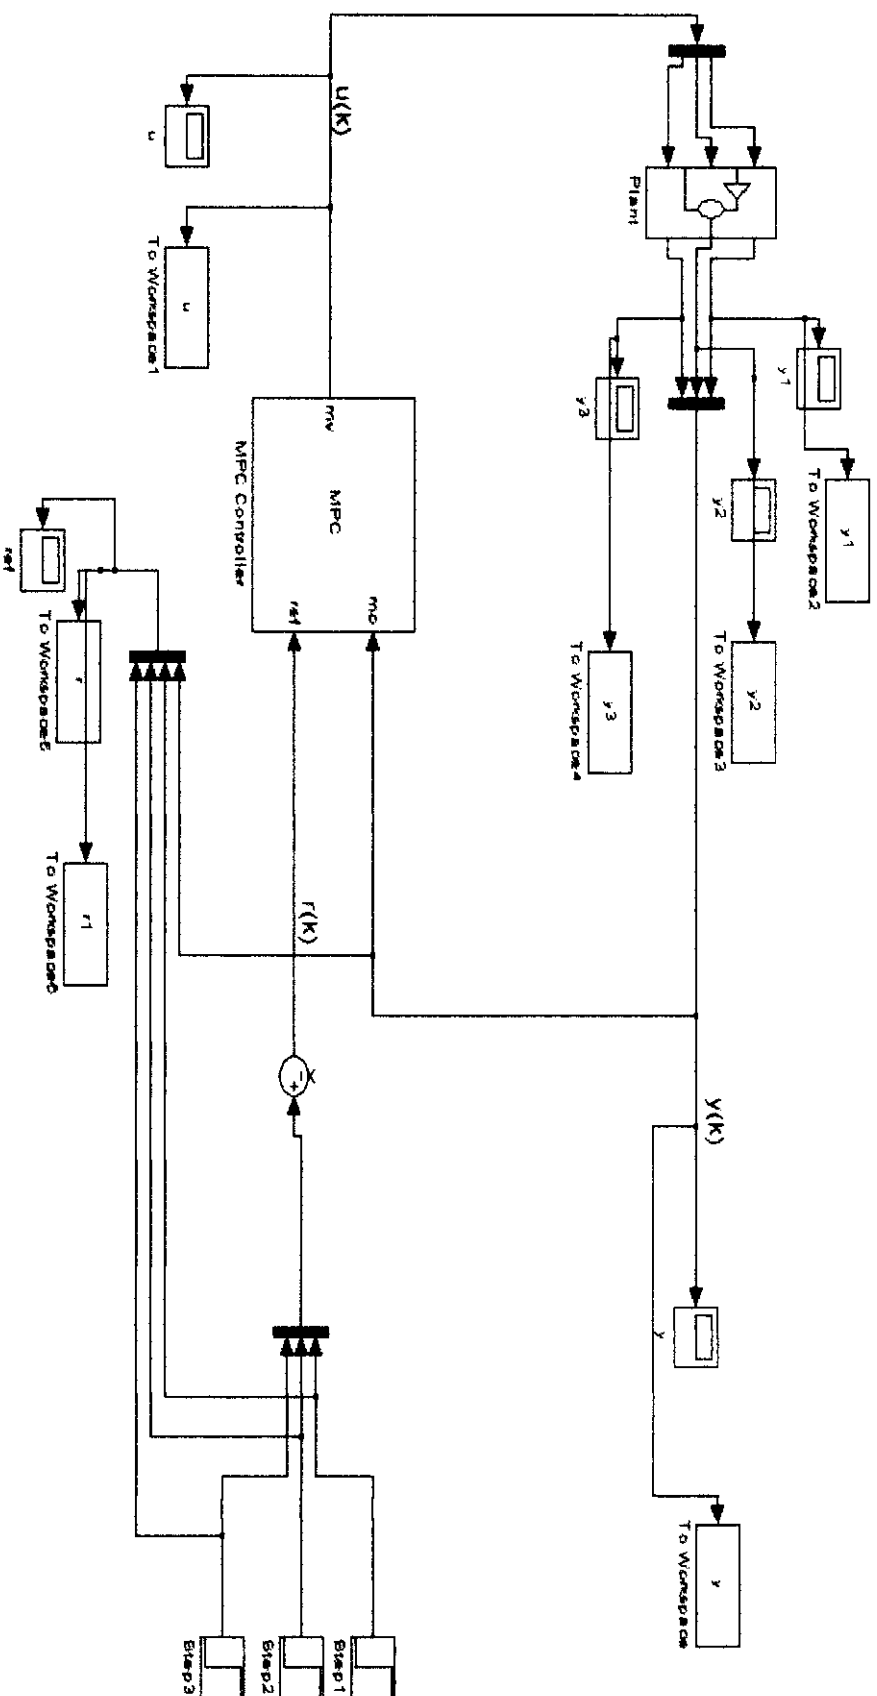 u(k)
u
u
To Workspace1
Plant
y1
y1
To Workspace2
y2
y2
To Workspace3
y3
y3
To Workspace4
mv
MPC
mo
ref
MPC Controller
ref
r
To Workspace5
r1
To Workspace6
r(k)
y(k)
y
y
To Workspace
Step1
Step2
Step3